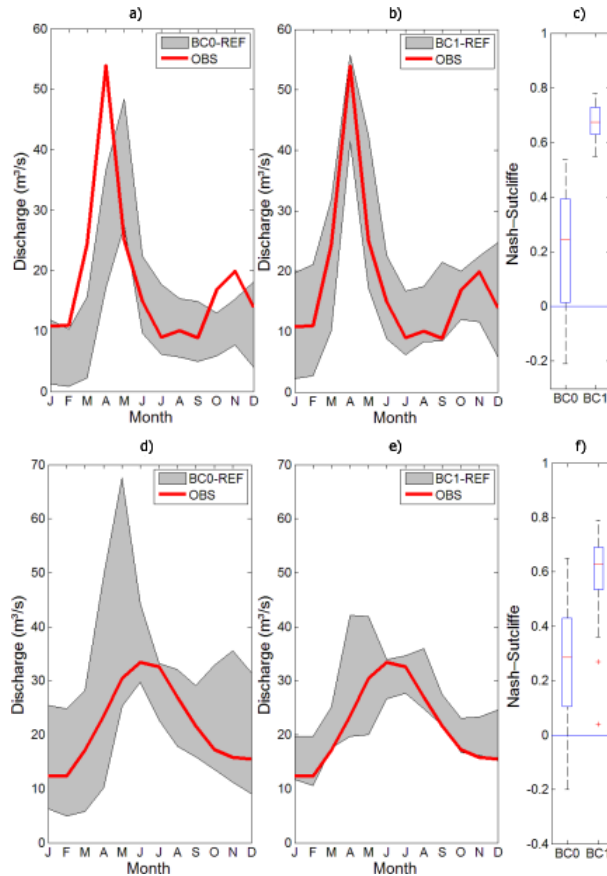 a)
60
50
40
30
20
10
0
Discharge (m³/s)
BC0-REF
OBS
J F M A M J J A S O N D
Month
b)
60
50
40
30
20
10
0
Discharge (m³/s)
BC1-REF
OBS
J F M A M J J A S O N D
Month
c)
1
0.8
0.6
0.4
0.2
0
-0.2
Nash-Sutcliffe
BC0 BC1
d)
70
60
50
40
30
20
10
0
Discharge (m³/s)
BC0-REF
OBS
J F M A M J J A S O N D
Month
e)
70
60
50
40
30
20
10
0
Discharge (m³/s)
BC1-REF
OBS
J F M A M J J A S O N D
Month
f)
1
0.8
0.6
0.4
0.2
0
-0.2
-0.4
Nash-Sutcliffe
BC0 BC1